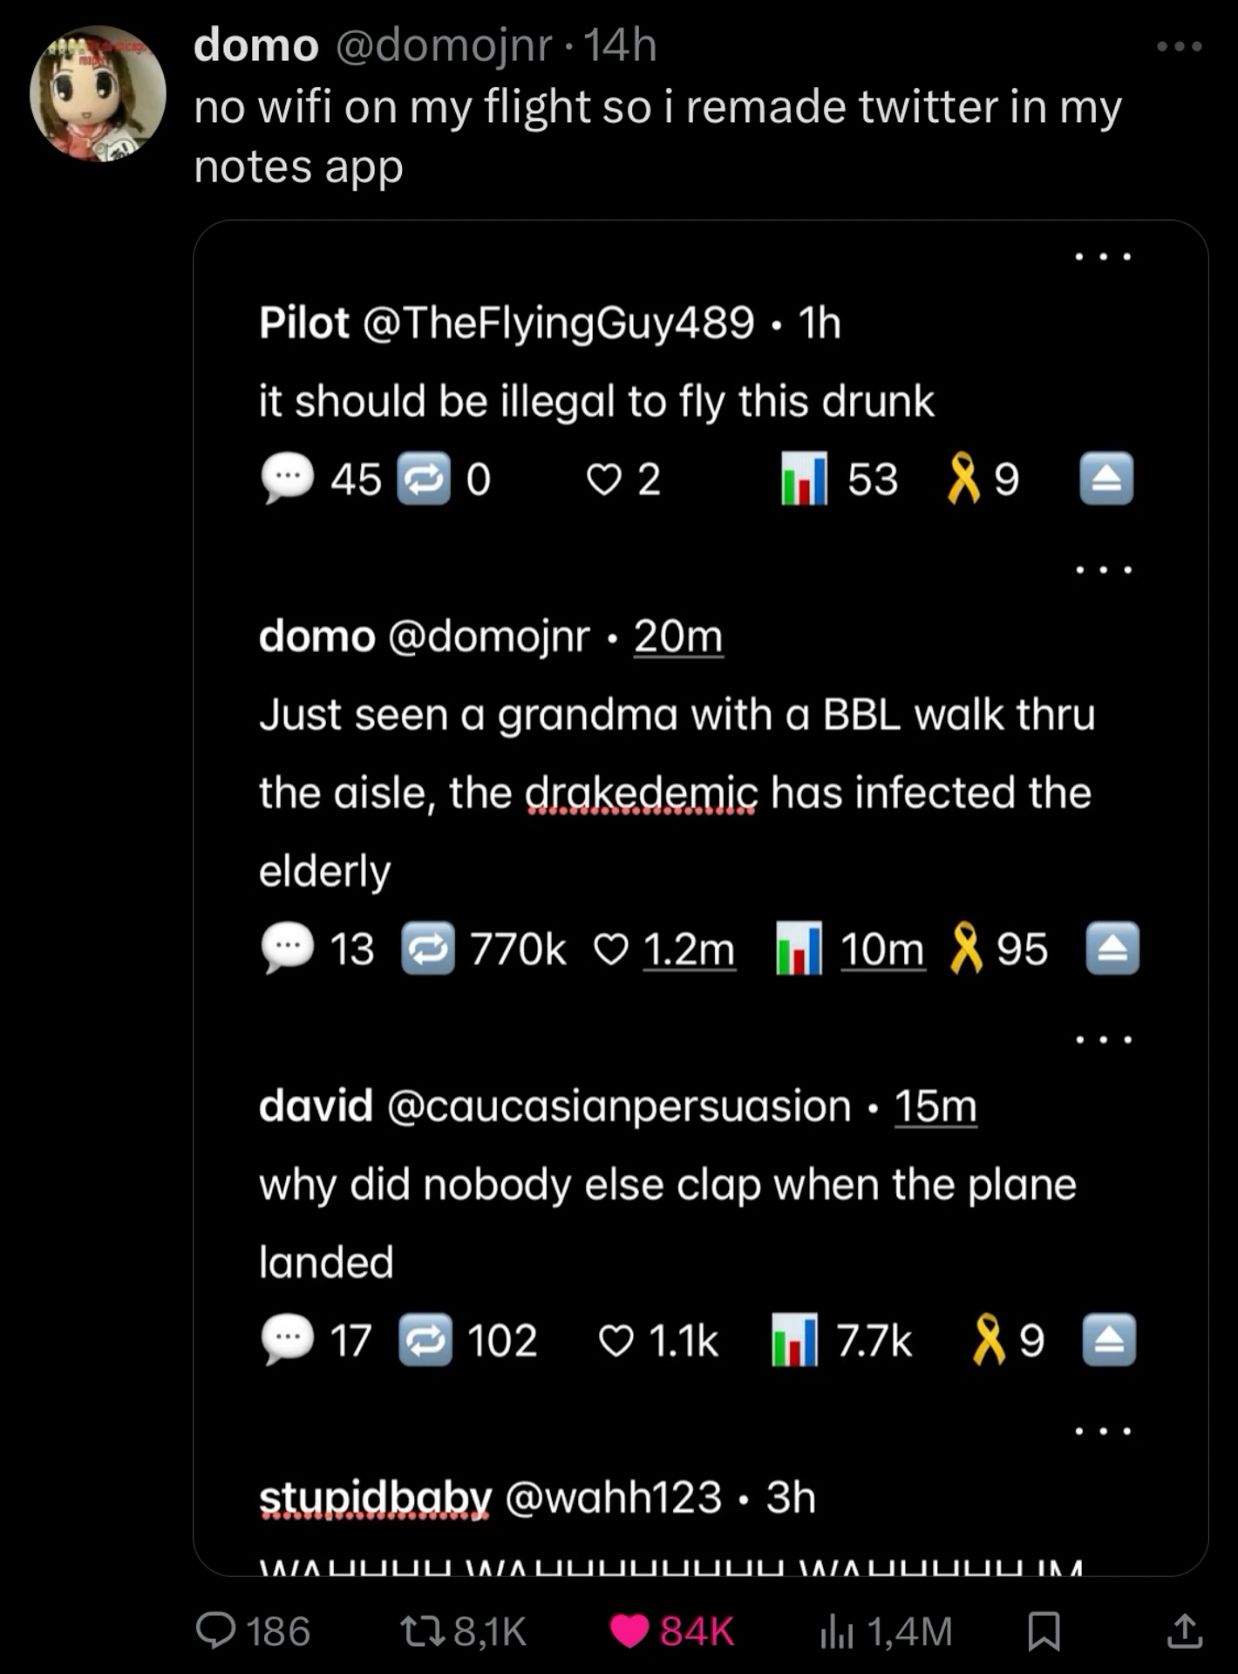 domo @domojnr · 14h
no wifi on my flight so i remade twitter in my
notes app
Pilot @TheFlyingGuy489 • 1h
it should be illegal to fly this drunk
💬 45 🔁 0 ♡ 2 📊 53 🎗 9 ⏏
domo @domojnr • 20m
Just seen a grandma with a BBL walk thru
the aisle, the drakedemic has infected the
elderly
💬 13 🔁 770k ♡ 1.2m 📊 10m 🎗 95 ⏏
david @caucasianpersuasion • 15m
why did nobody else clap when the plane
landed
💬 17 🔁 102 ♡ 1.1k 📊 7.7k 🎗 9 ⏏
stupidbaby @wahh123 • 3h
WAHHHH WAHHHHHHHH WAHHHHH IM
186 8,1K 84K 1,4M